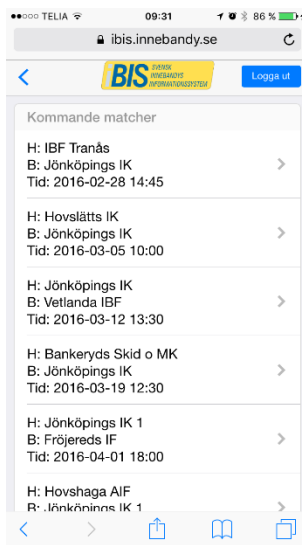 TELIA 09:31 86 %
ibis.innebandy.se
BIS SVENSK INNEBANDYS INFORMATIONSSYSTEM
Logga ut
Kommande matcher
H: IBF Tranås
B: Jönköpings IK
Tid: 2016-02-28 14:45
H: Hovslätts IK
B: Jönköpings IK
Tid: 2016-03-05 10:00
H: Jönköpings IK
B: Vetlanda IBF
Tid: 2016-03-12 13:30
H: Bankeryds Skid o MK
B: Jönköpings IK
Tid: 2016-03-19 12:30
H: Jönköpings IK 1
B: Fröjereds IF
Tid: 2016-04-01 18:00
H: Hovshaga AIF
B: Jönköpings IK 1